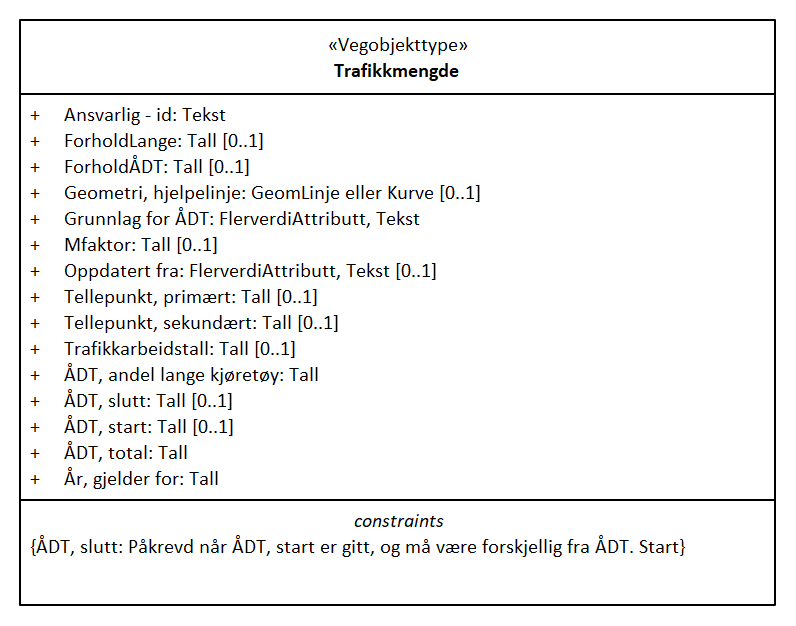 «Vegobjekttype»
Trafikkmengde
+ Ansvarlig - id: Tekst
+ ForholdLange: Tall [0..1]
+ ForholdÅDT: Tall [0..1]
+ Geometri, hjelpelinje: GeomLinje eller Kurve [0..1]
+ Grunnlag for ÅDT: FlerverdiAttributt, Tekst
+ Mfaktor: Tall [0..1]
+ Oppdatert fra: FlerverdiAttributt, Tekst [0..1]
+ Tellepunkt, primært: Tall [0..1]
+ Tellepunkt, sekundært: Tall [0..1]
+ Trafikkarbeidstall: Tall [0..1]
+ ÅDT, andel lange kjøretøy: Tall
+ ÅDT, slutt: Tall [0..1]
+ ÅDT, start: Tall [0..1]
+ ÅDT, total: Tall
+ År, gjelder for: Tall
constraints
{ÅDT, slutt: Påkrevd når ÅDT, start er gitt, og må være forskjellig fra ÅDT. Start}